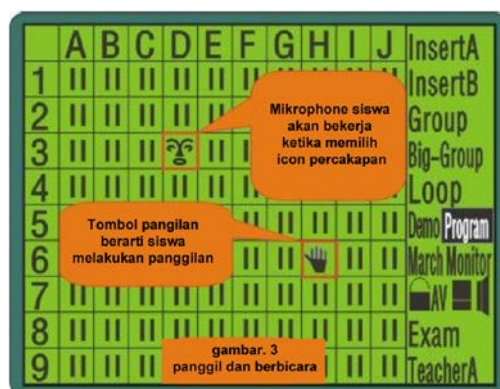 A B C D E F G H I J InsertA
1 InsertB
2 Group
3 Big-Group
4 Loop
5 Demo Program
6 March Monitor
7 AV
8 Exam
9 TeacherA
Mikrophone siswa
akan bekerja
ketika memilih
icon percakapan
Tombol pangilan
berarti siswa
melakukan panggilan
gambar. 3
panggil dan berbicara